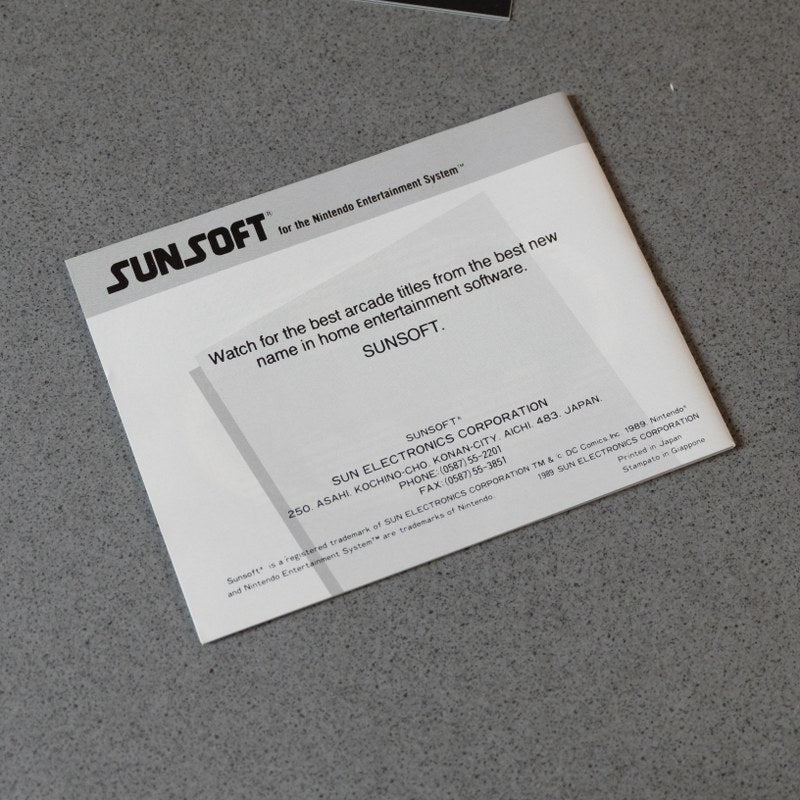 SUNSOFT® for the Nintendo Entertainment System™
Watch for the best arcade titles from the best new
name in home entertainment software.
SUNSOFT.
SUNSOFT®
SUN ELECTRONICS CORPORATION
250. ASAHI. KOCHINO-CHO. KONAN-CITY. AICHI. 483. JAPAN.
PHONE: (0587) 55-2201
FAX: (0587) 55-3851
Sunsoft® is a registered trademark of SUN ELECTRONICS CORPORATION TM & c DC Comics Inc. 1989. Nintendo®
and Nintendo Entertainment System™ are trademarks of Nintendo. 1989 SUN ELECTRONICS CORPORATION
Printed in Japan
Stampato in Giappone